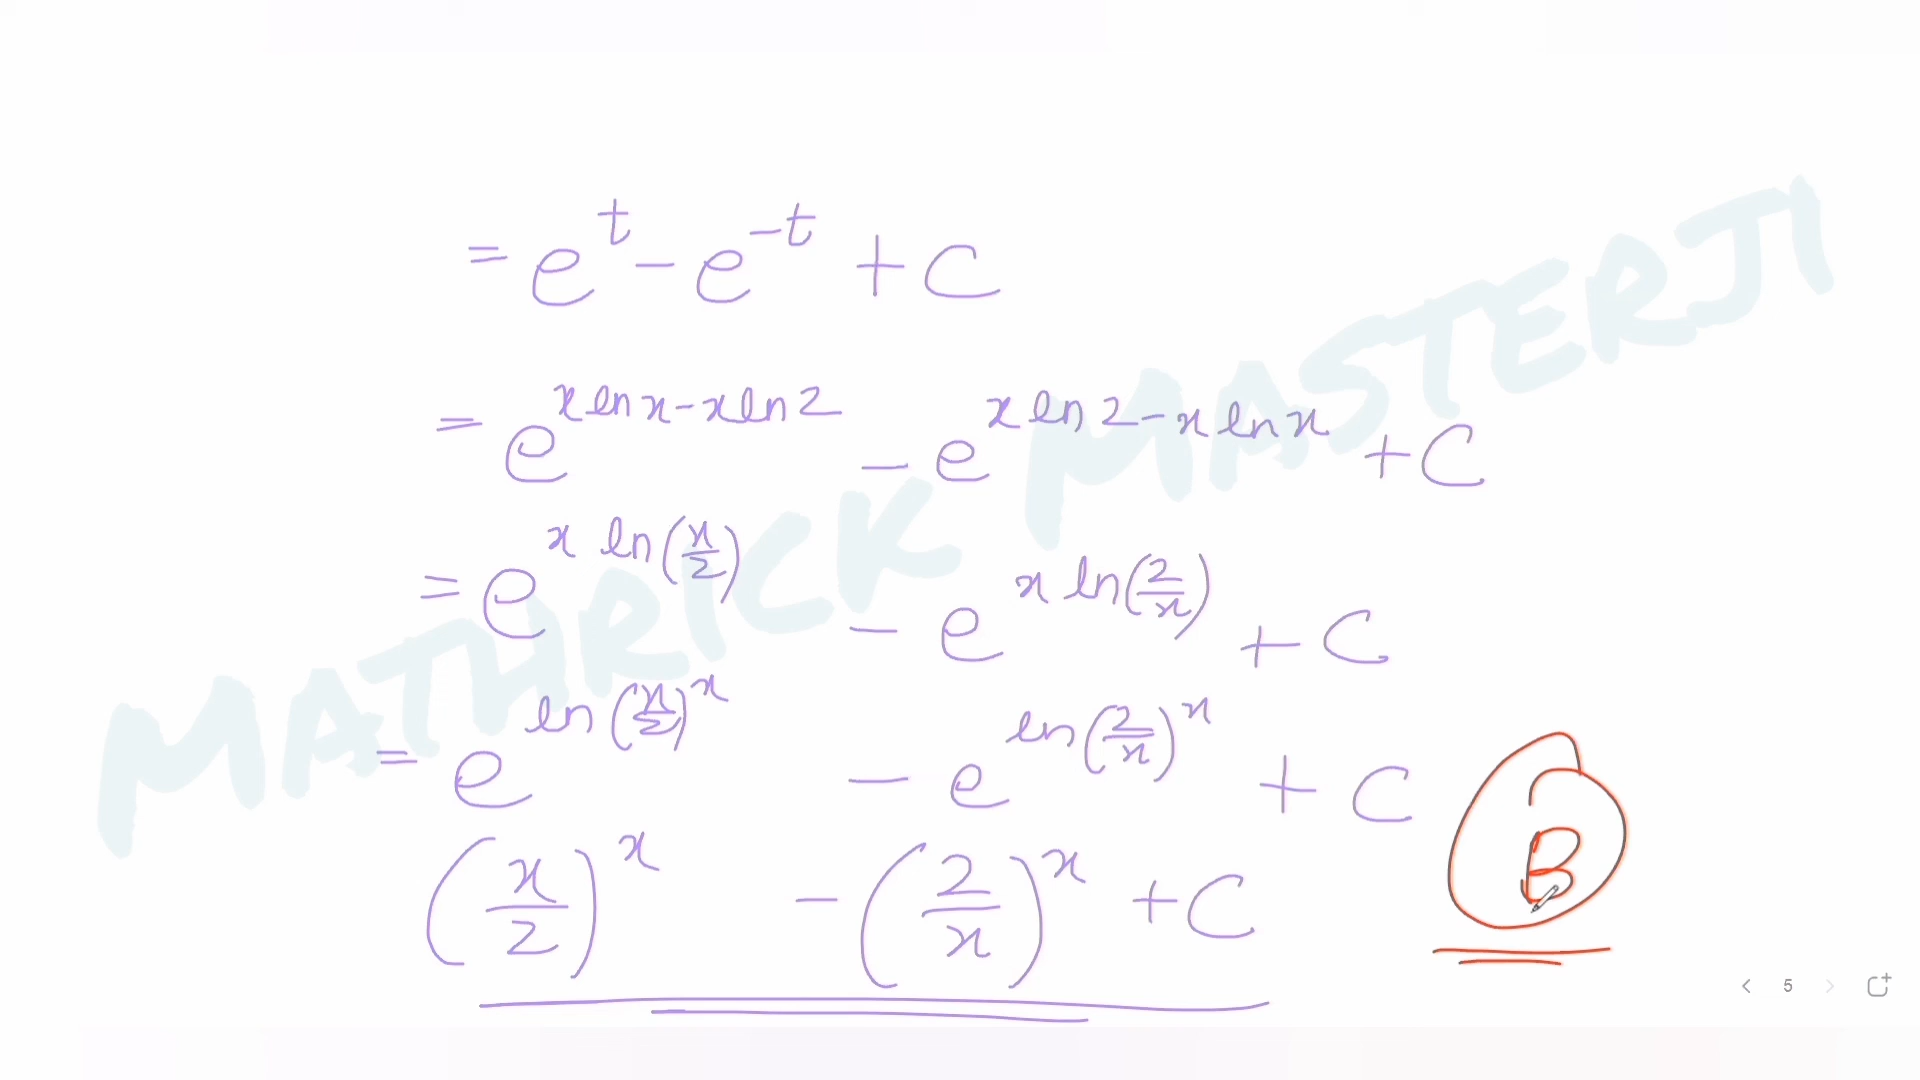 = e^t - e^{-t} + C
= e^{x ln x - x ln 2} - e^{x ln 2 - x ln x} + C
= e^{x ln (x/2)} - e^{x ln (2/x)} + C
= e^{ln (x/2)^x} - e^{ln (2/x)^x} + C
(x/2)^x - (2/x)^x + C
B
MATHRICK MASTERJI
5